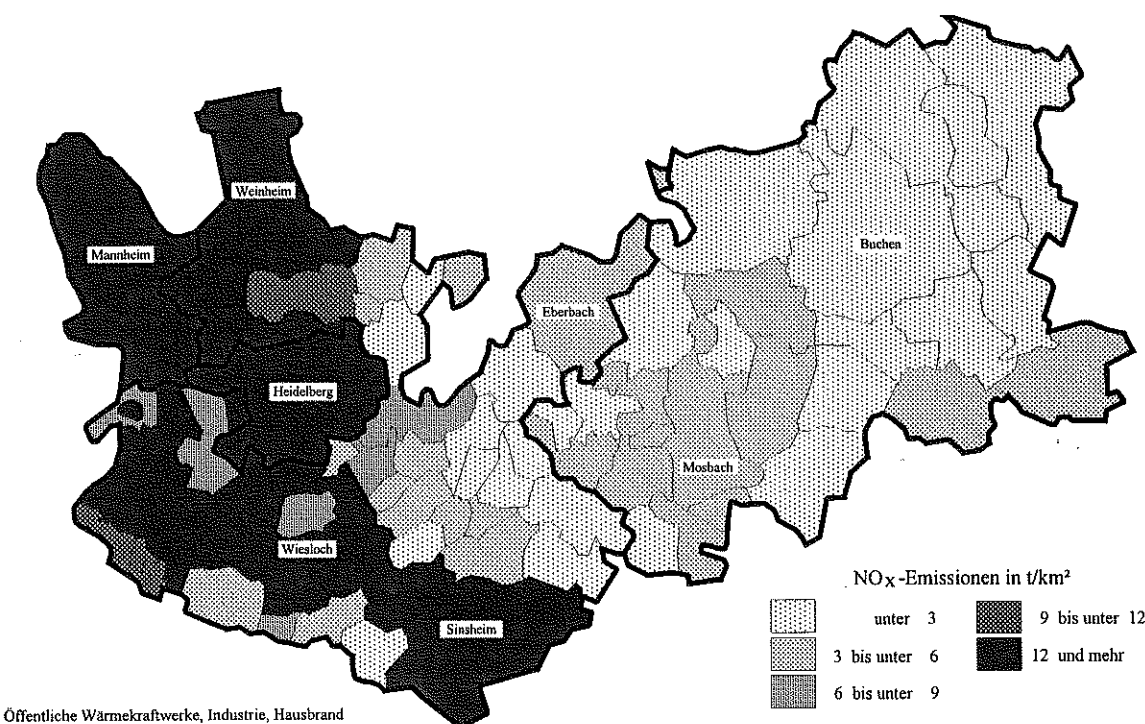 Weinheim
Mannheim
Buchen
Eberbach
Heidelberg
Mosbach
Wiesloch
Sinsheim
NOx-Emissionen in t/km²
unter 3
3 bis unter 6
6 bis unter 9
9 bis unter 12
12 und mehr
Öffentliche Wärmekraftwerke, Industrie, Hausbrand